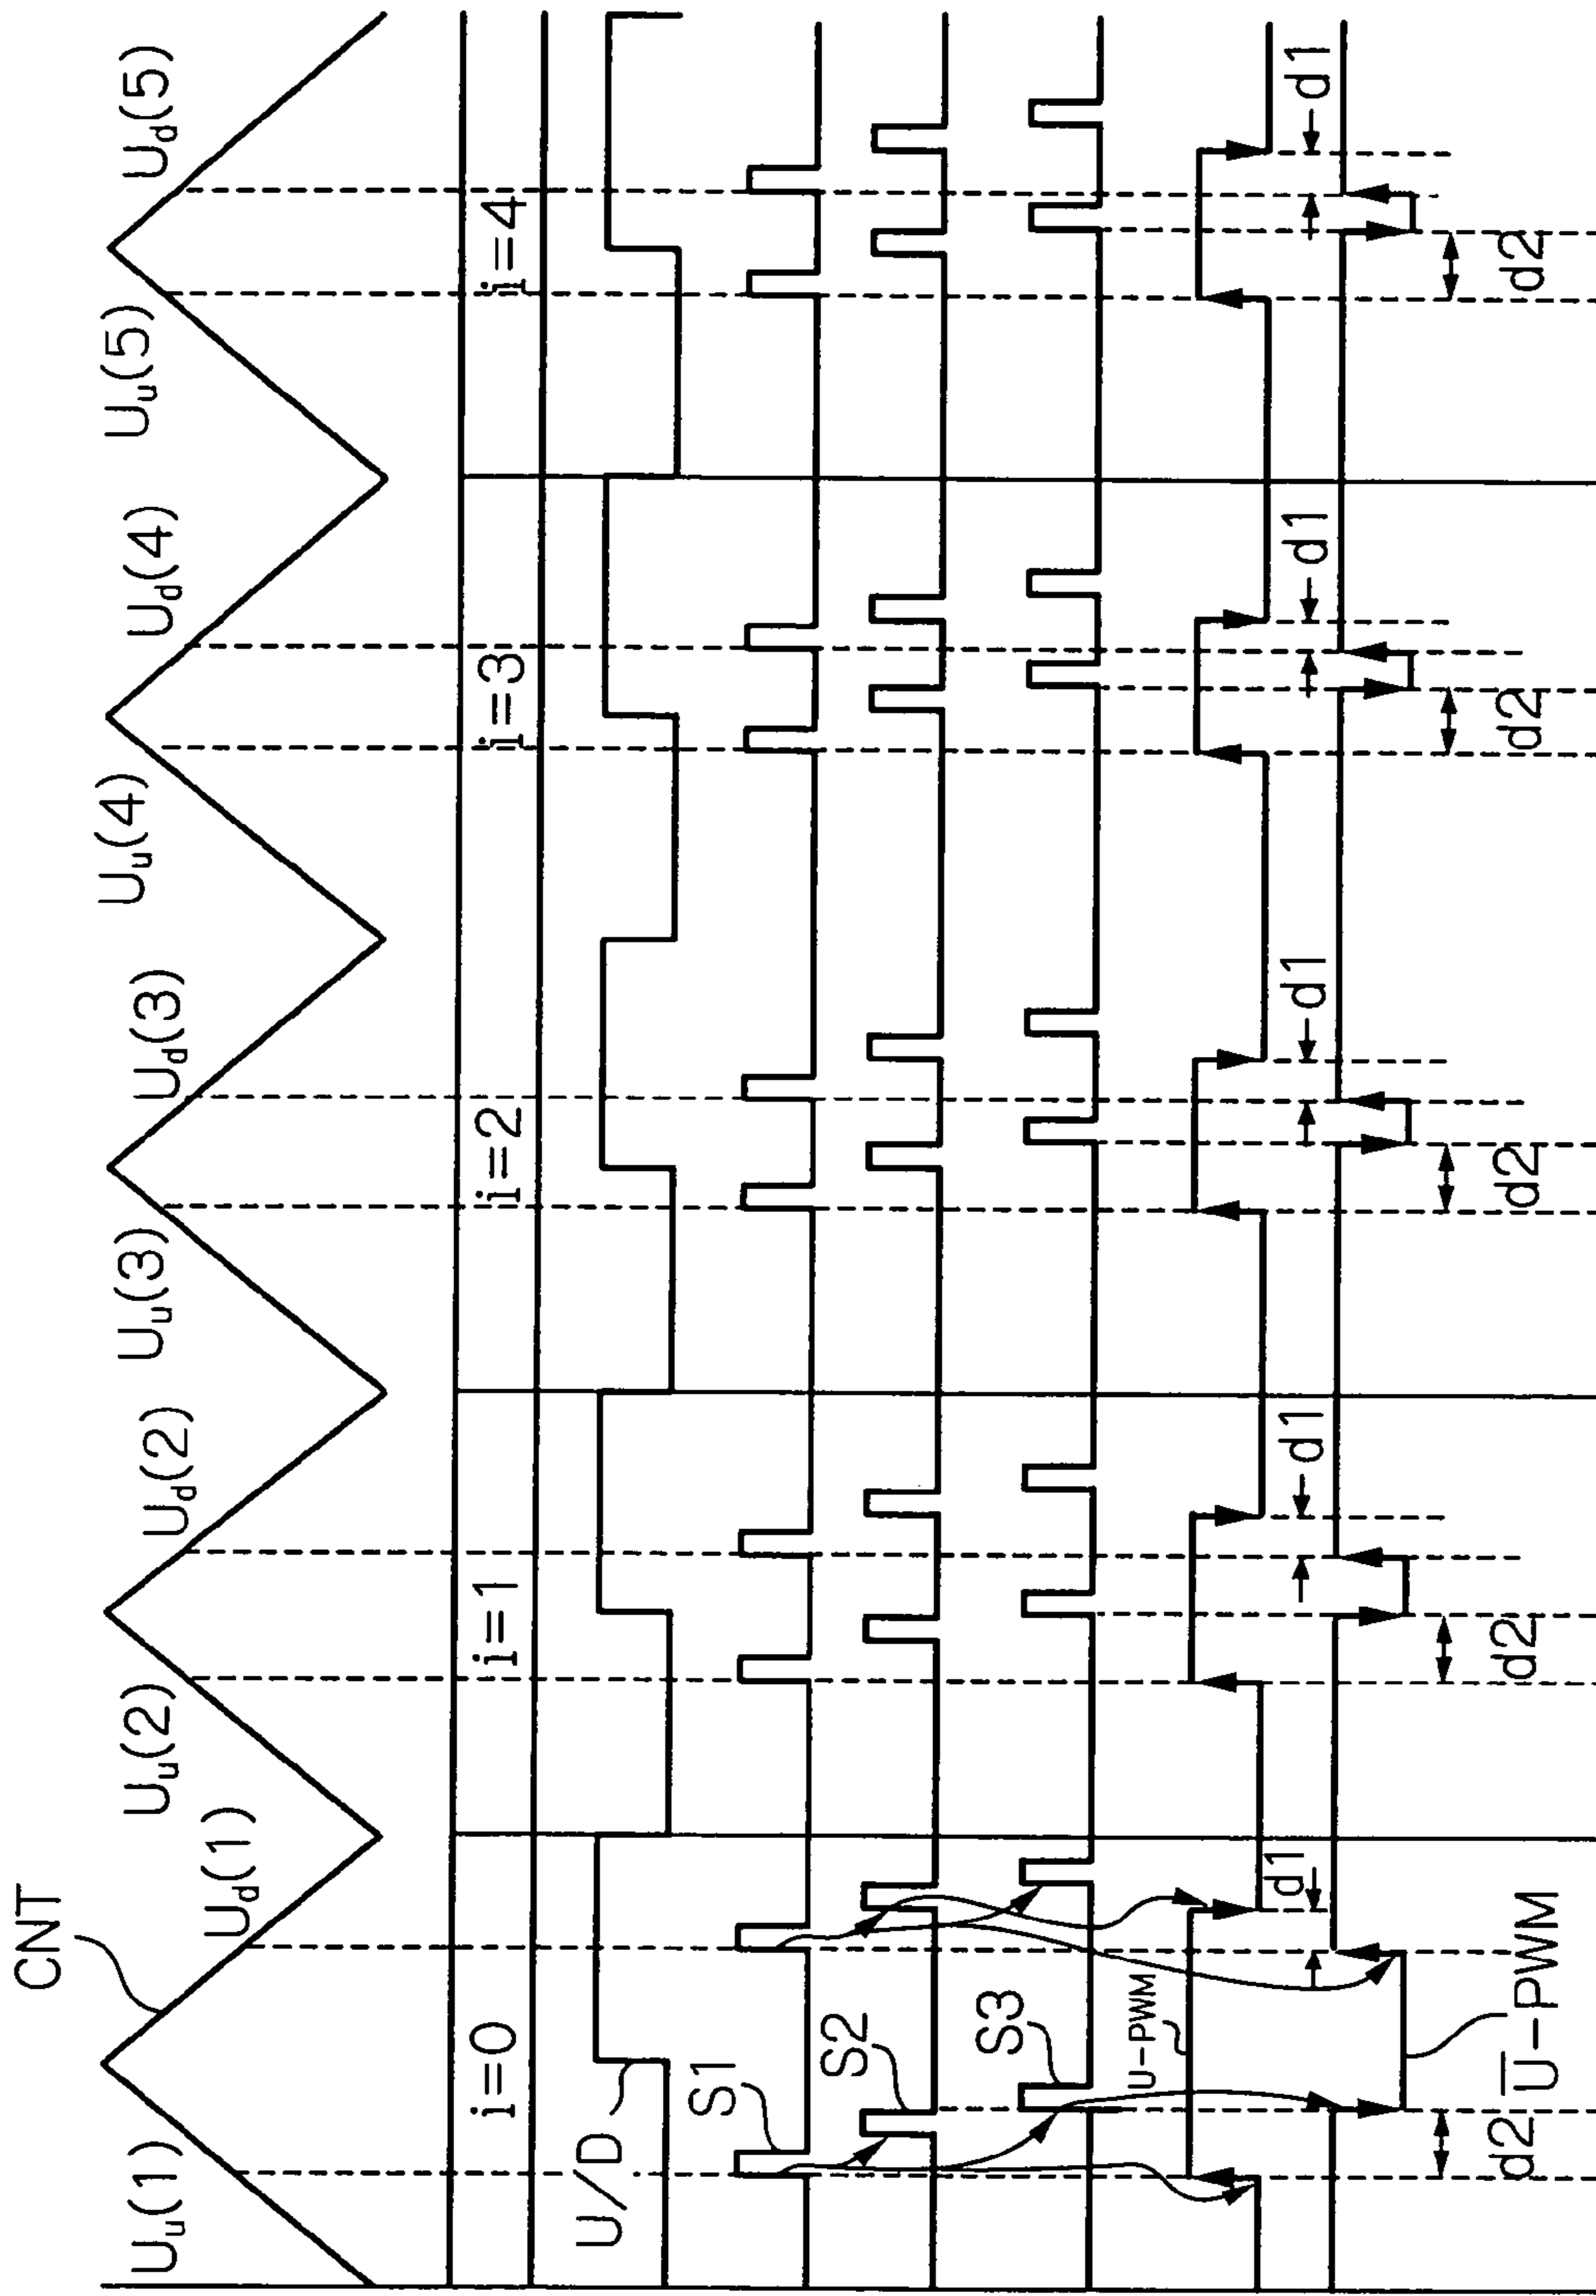 CNT
Uu(1)
Ud(1)
Uu(2)
Ud(2)
Uu(3)
Ud(3)
Uu(4)
Ud(4)
Uu(5)
Ud(5)
i=0
i=1
i=2
i=3
i=4
U/D
S1
S2
S3
U-PWM
d1
d1
d1
d1
d1
d2
d2
d2
d2
d2
U̅-PWM